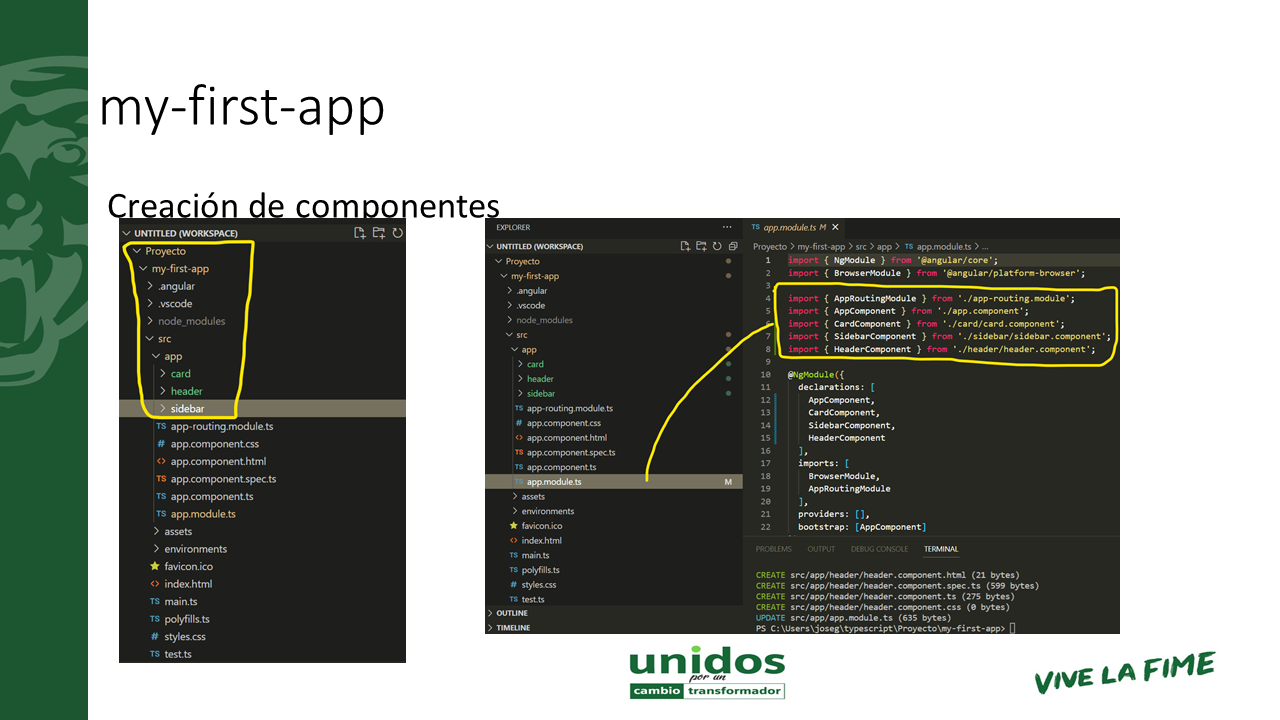 my-first-app
Creación de componentes
UNTITLED (WORKSPACE)
Proyecto
my-first-app
.angular
.vscode
node_modules
src
app
card
header
sidebar
TS app-routing.module.ts
# app.component.css
<> app.component.html
TS app.component.spec.ts
TS app.component.ts
TS app.module.ts
assets
environments
favicon.ico
<> index.html
TS main.ts
TS polyfills.ts
# styles.css
TS test.ts
EXPLORER ...
UNTITLED (WORKSPACE)
Proyecto
my-first-app
.angular
.vscode
node_modules
src
app
card
header
sidebar
TS app-routing.module.ts
# app.component.css
<> app.component.html
TS app.component.spec.ts
TS app.component.ts
TS app.module.ts M
assets
environments
favicon.ico
<> index.html
TS main.ts
TS polyfills.ts
# styles.css
TS test.ts
OUTLINE
TIMELINE
TS app.module.ts M ×
Proyecto > my-first-app > src > app > TS app.module.ts > ...
1 import { NgModule } from '@angular/core';
2 import { BrowserModule } from '@angular/platform-browser';
3
4 import { AppRoutingModule } from './app-routing.module';
5 import { AppComponent } from './app.component';
6 import { CardComponent } from './card/card.component';
7 import { SidebarComponent } from './sidebar/sidebar.component';
8 import { HeaderComponent } from './header/header.component';
9
10 @NgModule({
11 declarations: [
12 AppComponent,
13 CardComponent,
14 SidebarComponent,
15 HeaderComponent
16 ],
17 imports: [
18 BrowserModule,
19 AppRoutingModule
20 ],
21 providers: [],
22 bootstrap: [AppComponent]
PROBLEMS OUTPUT DEBUG CONSOLE TERMINAL
CREATE src/app/header/header.component.html (21 bytes)
CREATE src/app/header/header.component.spec.ts (599 bytes)
CREATE src/app/header/header.component.ts (275 bytes)
CREATE src/app/header/header.component.css (0 bytes)
UPDATE src/app/app.module.ts (635 bytes)
PS C:\Users\joseg\typescript\Proyecto\my-first-app>
unidos
por un
cambio transformador
VIVE LA FIME